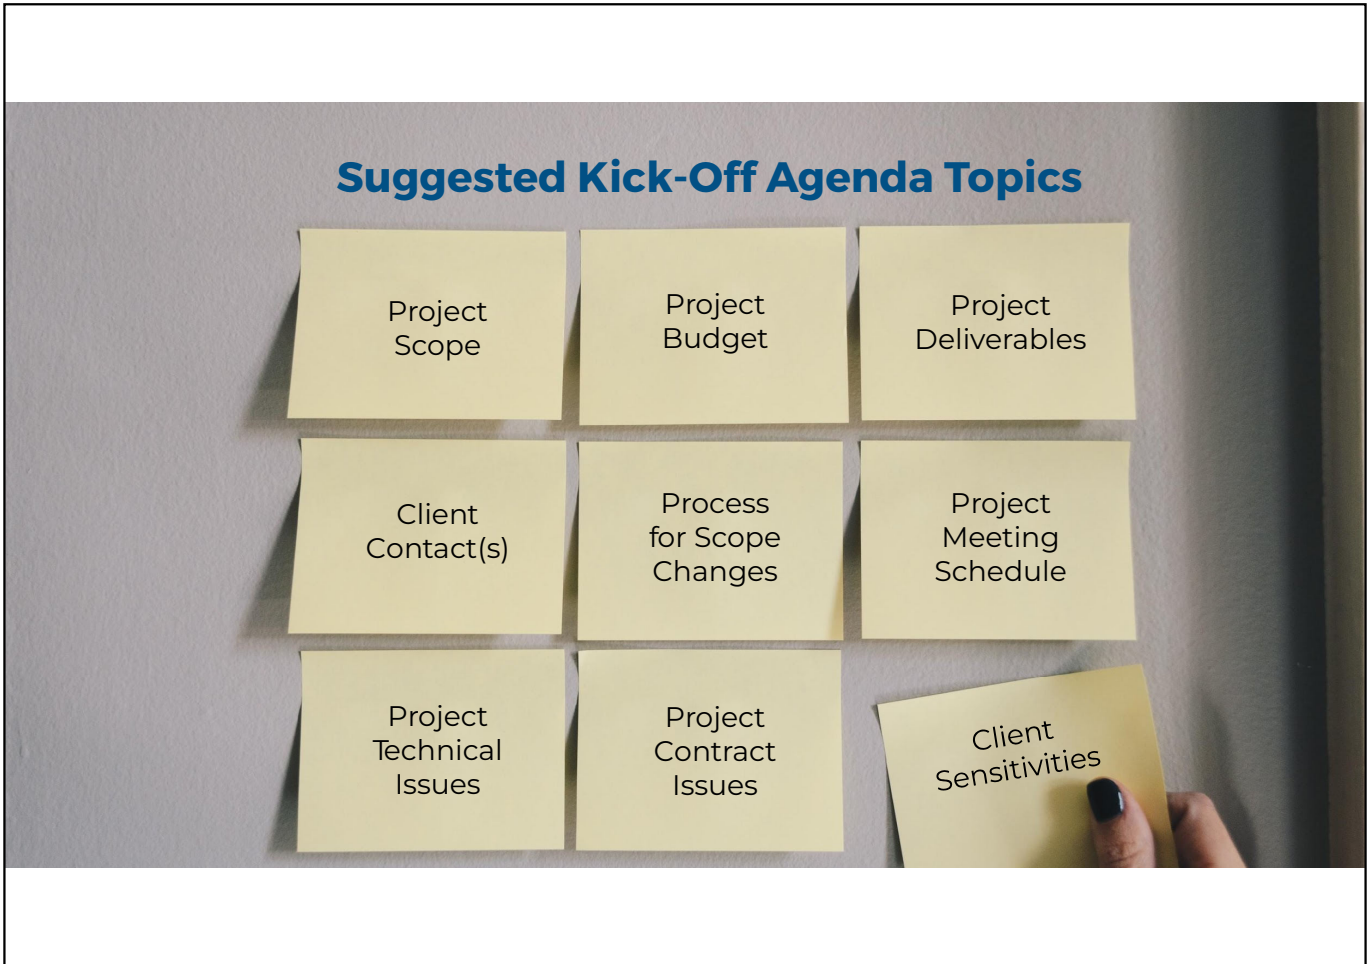 Suggested Kick-Off Agenda Topics
Project
Scope
Project
Budget
Project
Deliverables
Client
Contact(s)
Process
for Scope
Changes
Project
Meeting
Schedule
Project
Technical
Issues
Project
Contract
Issues
Client
Sensitivities